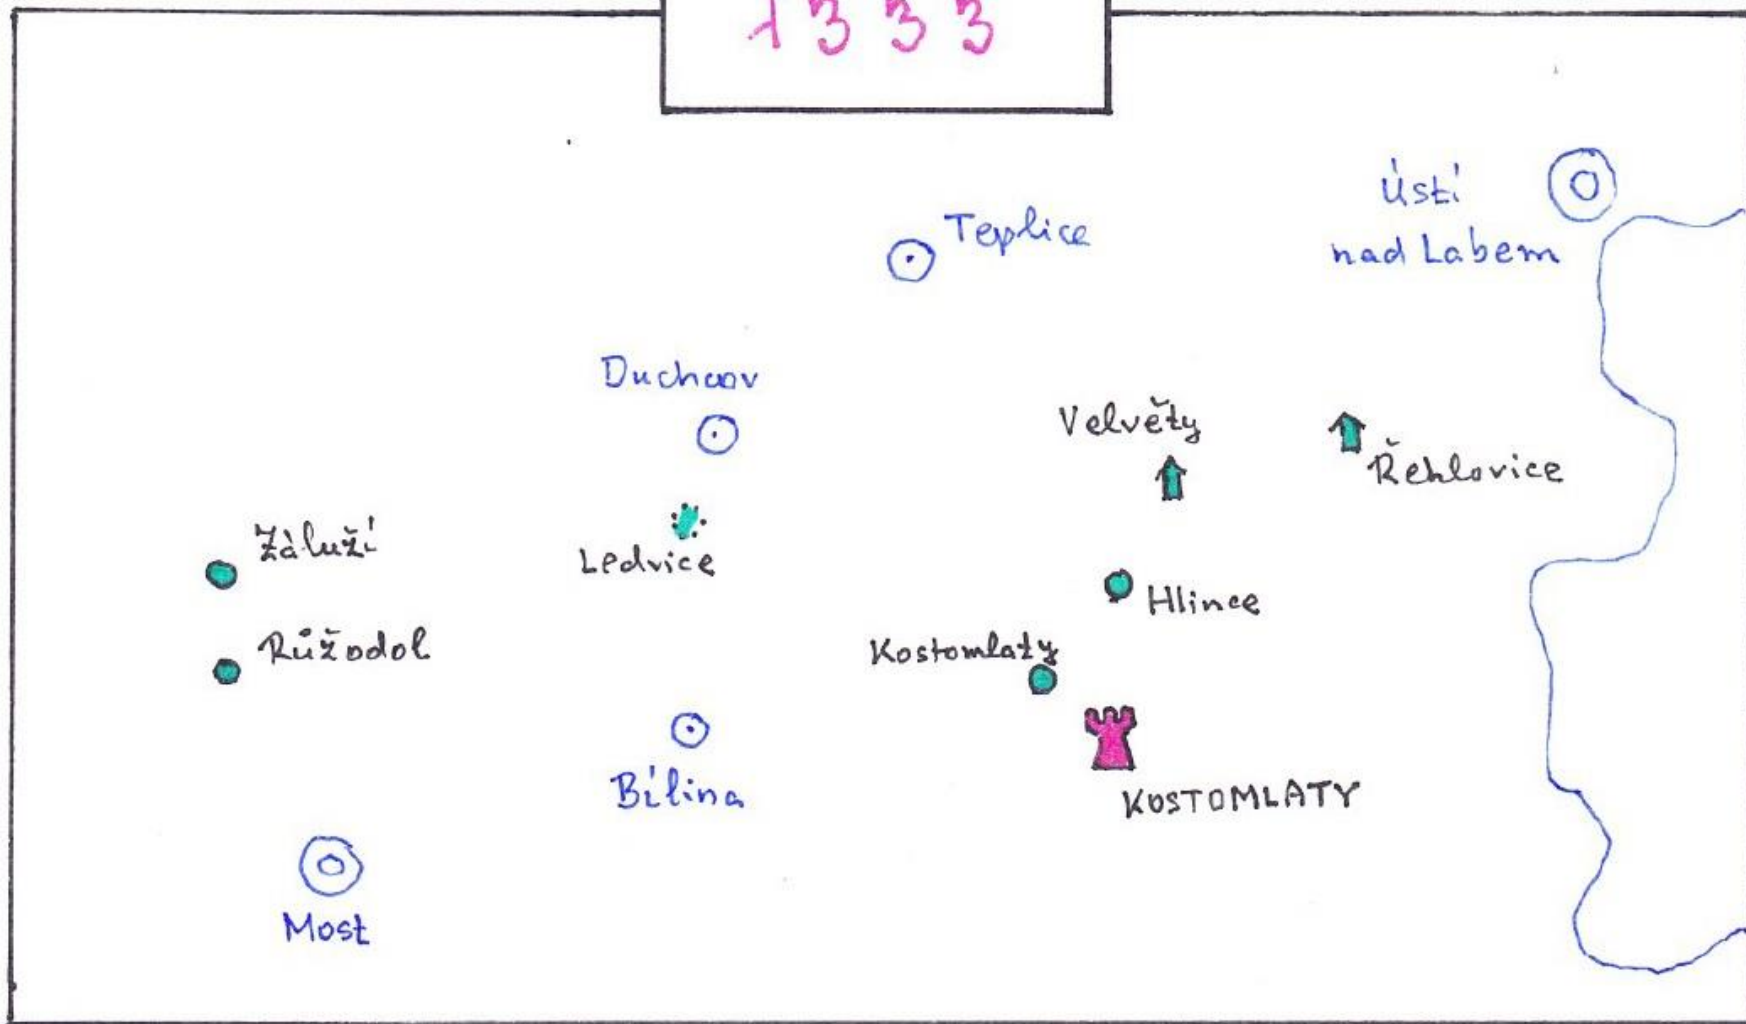 1333
Ústí
nad Labem
Teplice
Duchcov
Velvěty
Řehlovice
Záluží
Ledvice
Hlince
Růžodol
Kostomlaty
Bílina
KOSTOMLATY
Most